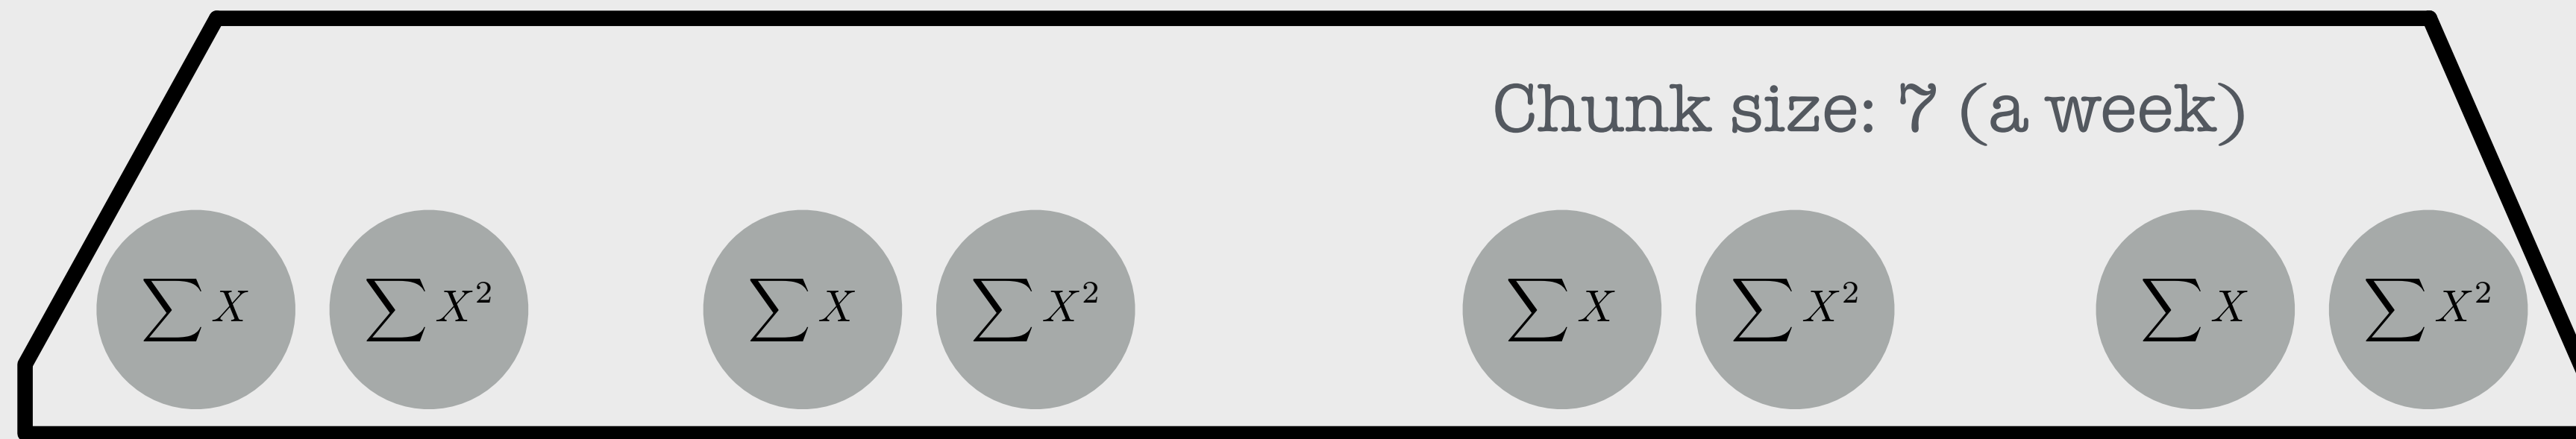 Chunk size: 7 (a week)
∑X ∑X² ∑X ∑X² ∑X ∑X² ∑X ∑X²